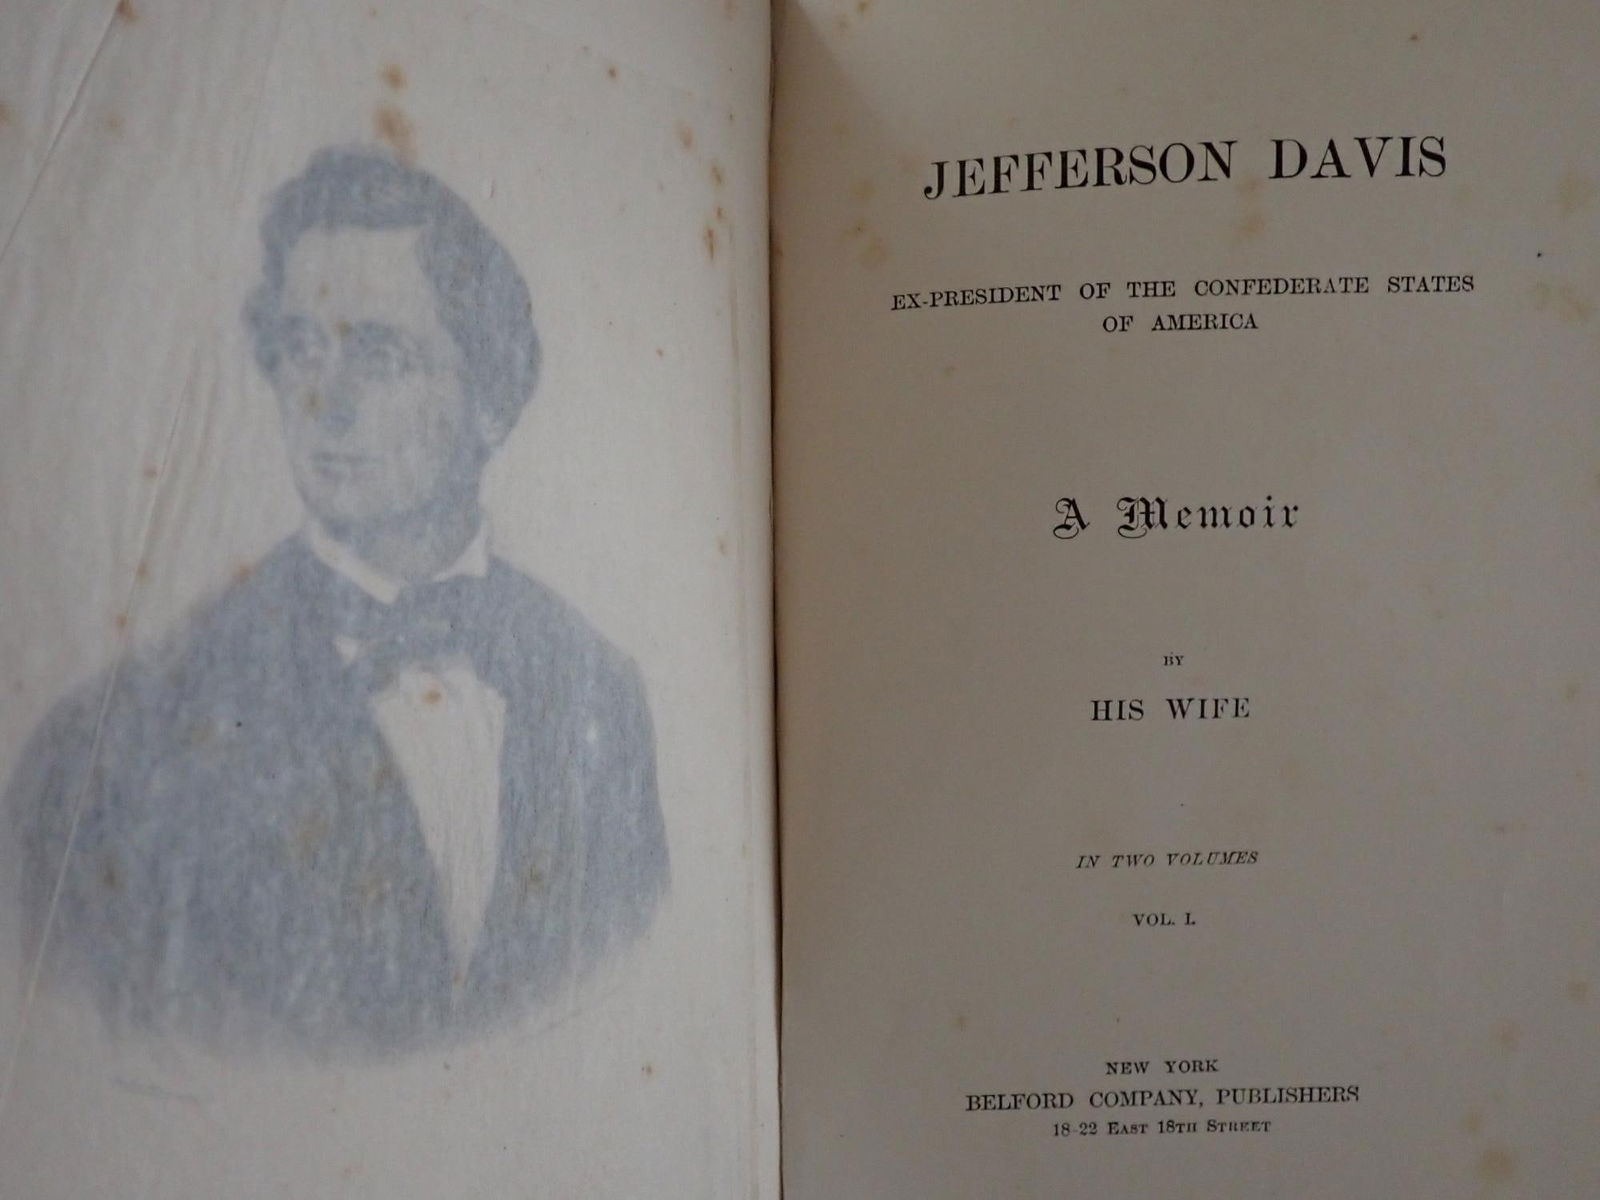 JEFFERSON DAVIS
EX-PRESIDENT OF THE CONFEDERATE STATES
OF AMERICA
A Memoir
BY
HIS WIFE
IN TWO VOLUMES
VOL. I.
NEW YORK
BELFORD COMPANY, PUBLISHERS
18-22 EAST 18TH STREET